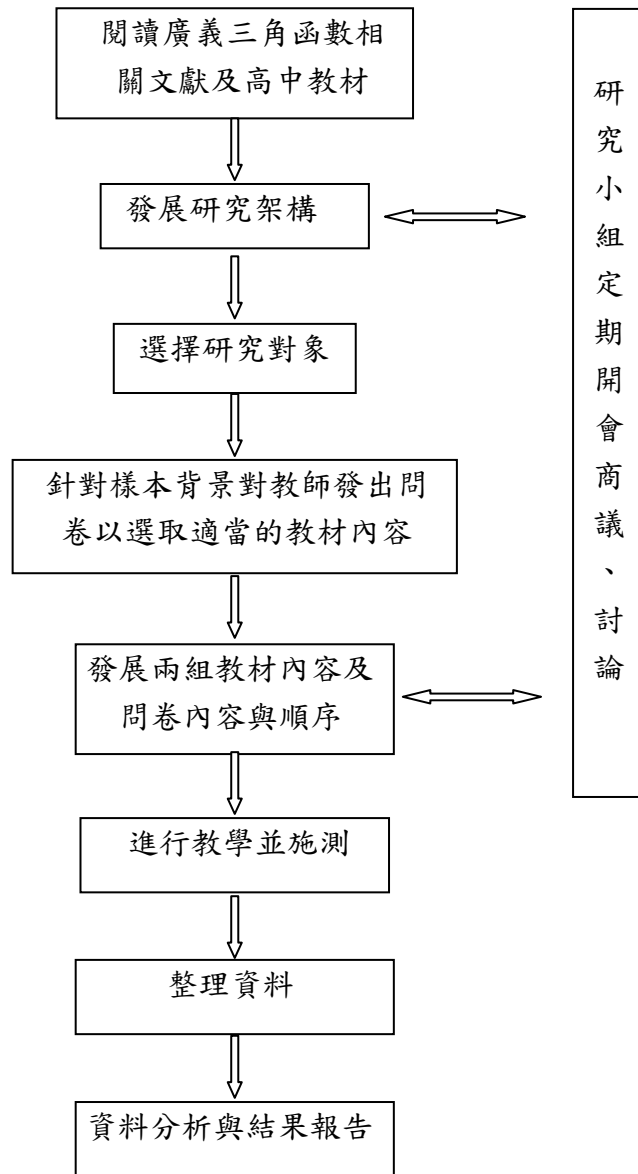 閱讀廣義三角函數相
關文獻及高中教材
發展研究架構
選擇研究對象
針對樣本背景對教師發出問
卷以選取適當的教材內容
發展兩組教材內容及
問卷內容與順序
進行教學並施測
整理資料
資料分析與結果報告
研究小組定期開會商議、討論